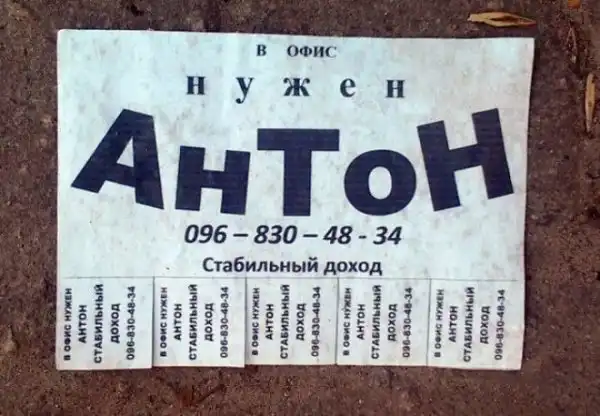 В ОФИС
нужен
АнТоН
096 – 830 – 48 - 34
Стабильный доход
В ОФИС НУЖЕН
АНТОН
СТАБИЛЬНЫЙ
ДОХОД
096-830-48-34
В ОФИС НУЖЕН
АНТОН
СТАБИЛЬНЫЙ
ДОХОД
096-830-48-34
В ОФИС НУЖЕН
АНТОН
СТАБИЛЬНЫЙ
ДОХОД
096-830-48-34
В ОФИС НУЖЕН
АНТОН
СТАБИЛЬНЫЙ
ДОХОД
096-830-48-34
В ОФИС НУЖЕН
АНТОН
СТАБИЛЬНЫЙ
ДОХОД
096-830-48-34